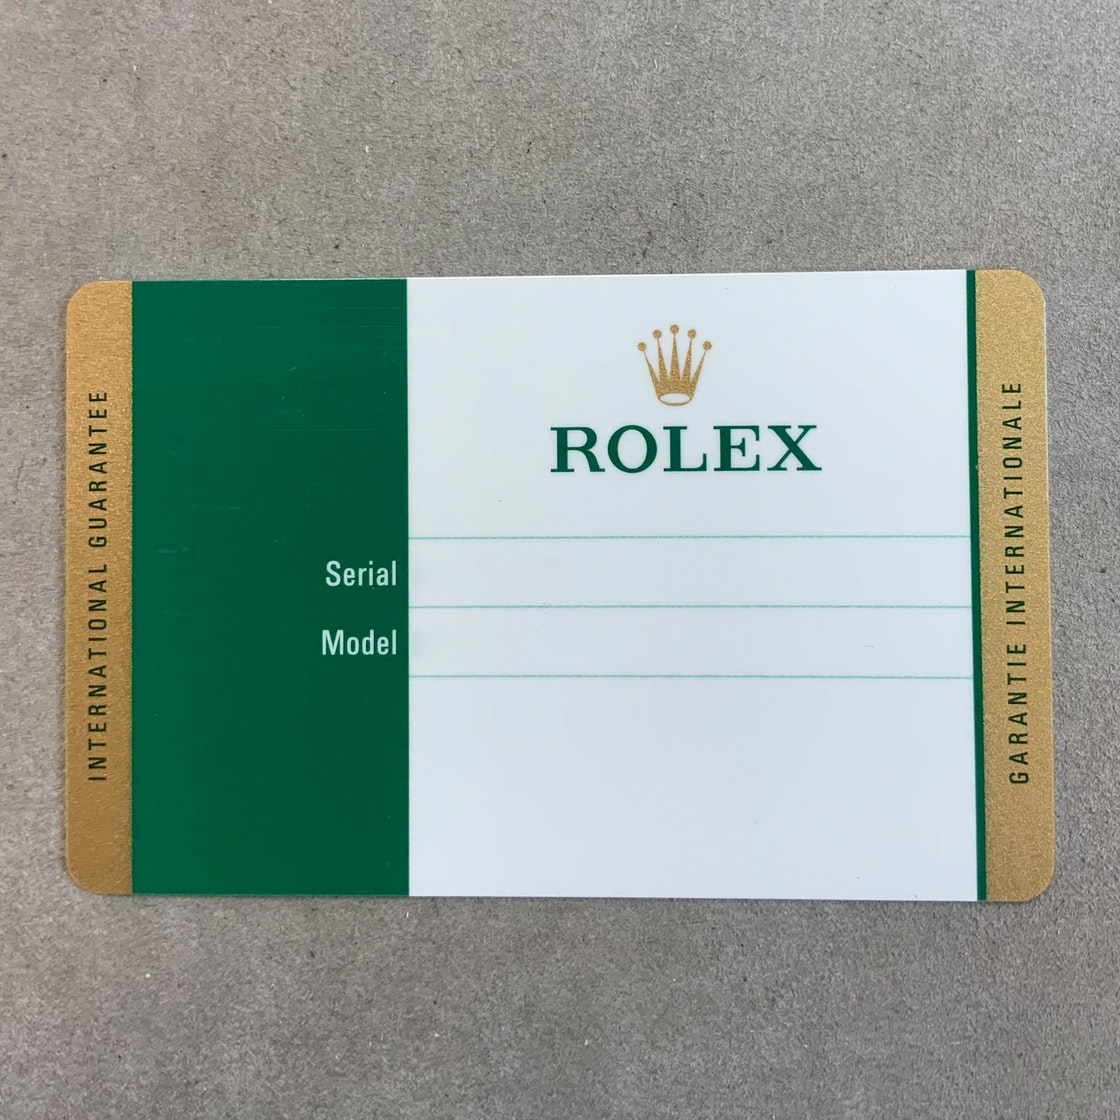 INTERNATIONAL GUARANTEE
ROLEX
Serial
Model
GARANTIE INTERNATIONALE